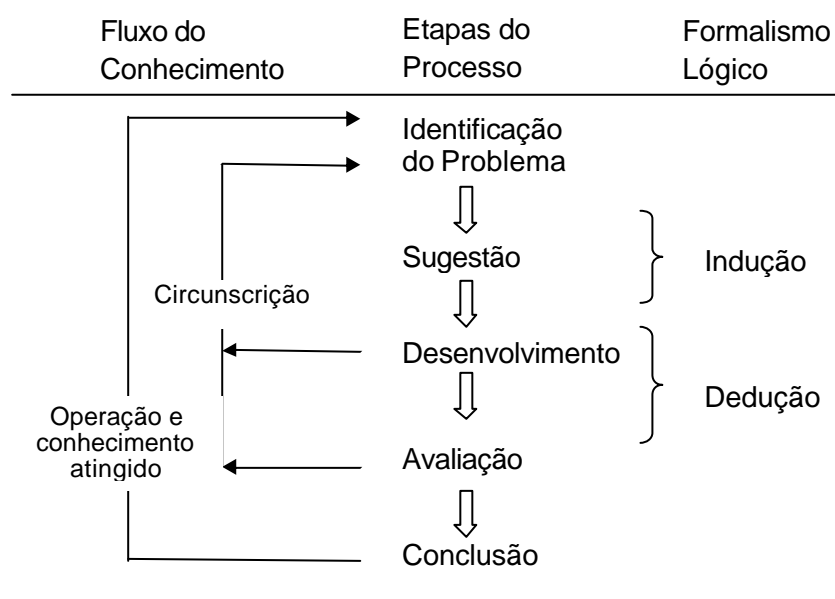 Fluxo do
Conhecimento
Etapas do
Processo
Formalismo
Lógico
Identificação
do Problema
Sugestão
Indução
Circunscrição
Desenvolvimento
Dedução
Operação e
conhecimento
atingido
Avaliação
Conclusão